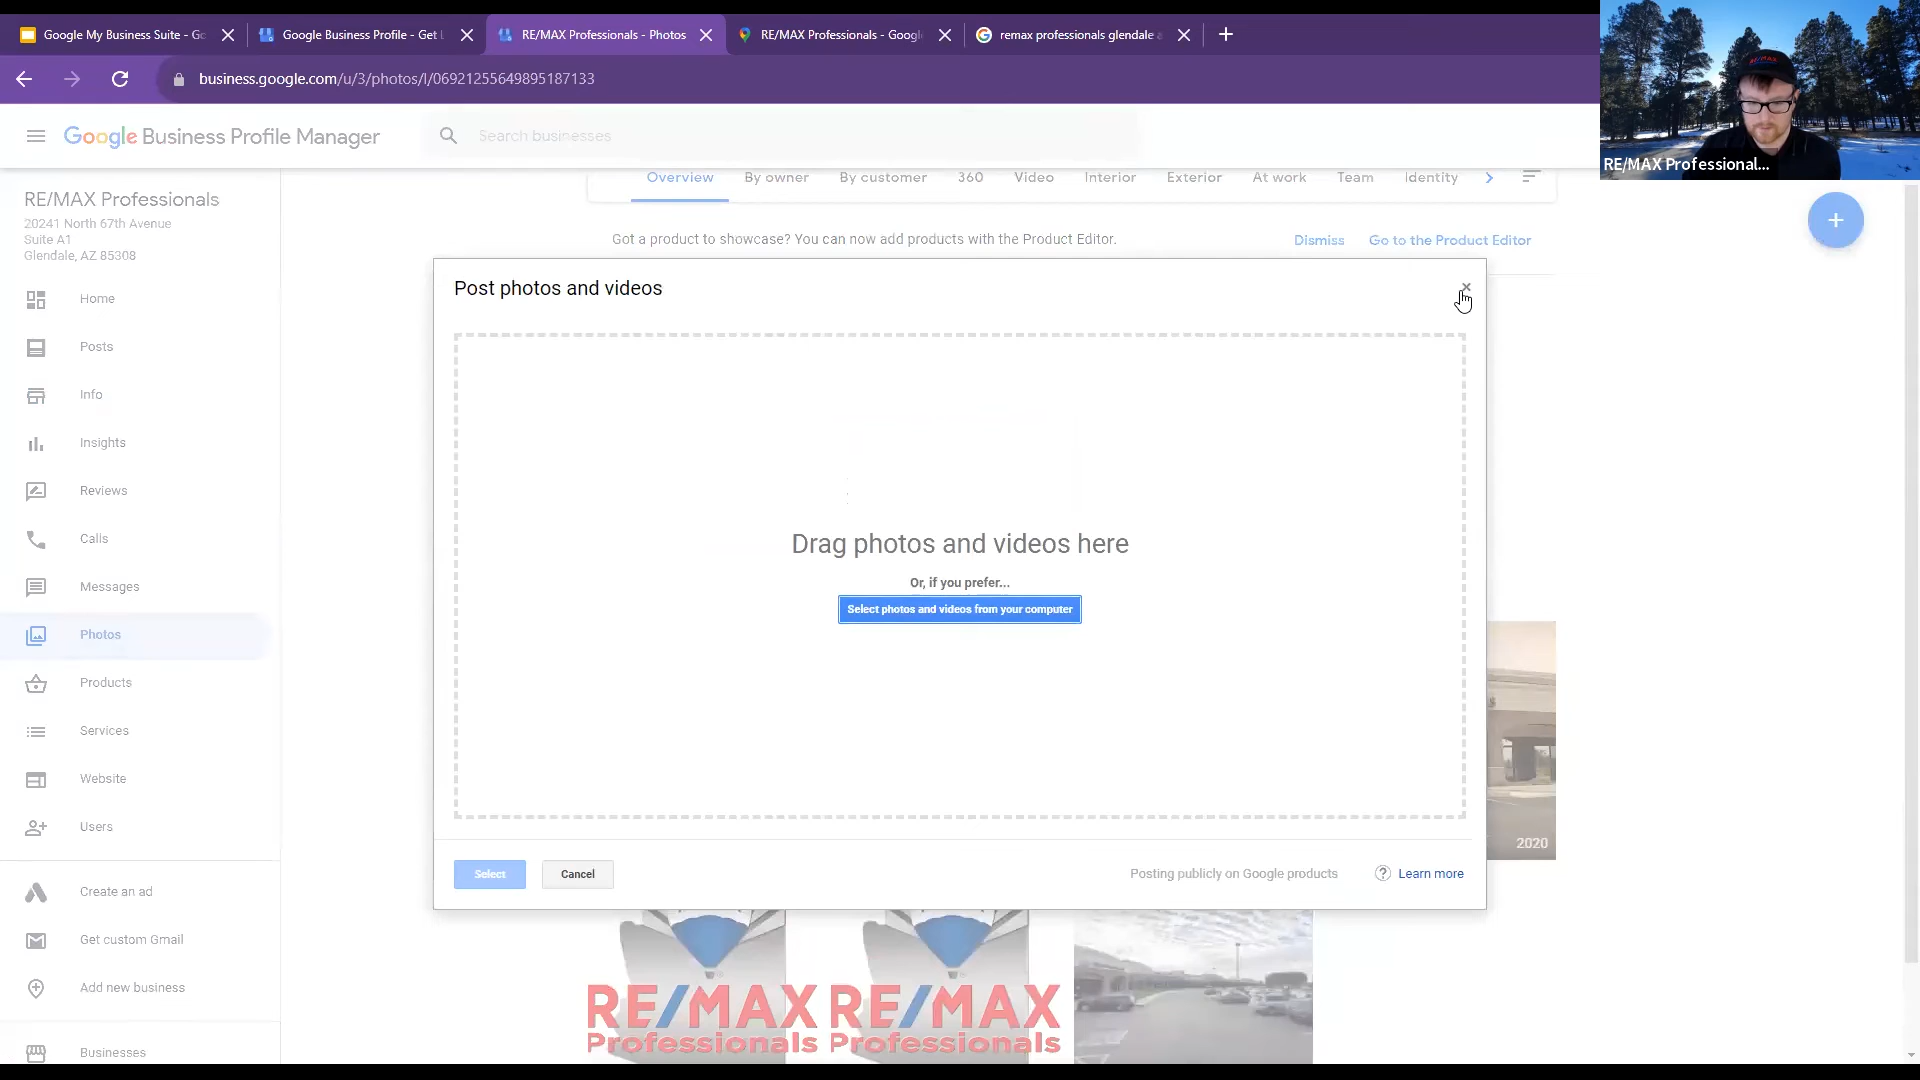 Google My Business Suite - Go
Google Business Profile - Get L
RE/MAX Professionals - Photos
RE/MAX Professionals - Googl
remax professionals glendale a
business.google.com/u/3/photos/l/06921255649895187133
RE/MAX
RE/MAX Professional...
Google Business Profile Manager
Search businesses
RE/MAX Professionals
20241 North 67th Avenue
Suite A1
Glendale, AZ 85308
Home
Posts
Info
Insights
Reviews
Calls
Messages
Photos
Products
Services
Website
Users
Create an ad
Get custom Gmail
Add new business
Businesses
Overview By owner By customer 360 Video Interior Exterior At work Team Identity
Got a product to showcase? You can now add products with the Product Editor.
Dismiss Go to the Product Editor
Post photos and videos
Drag photos and videos here
Or, if you prefer...
Select photos and videos from your computer
Select Cancel
Posting publicly on Google products
Learn more
2020
RE/MAX
Professionals
RE/MAX
Professionals